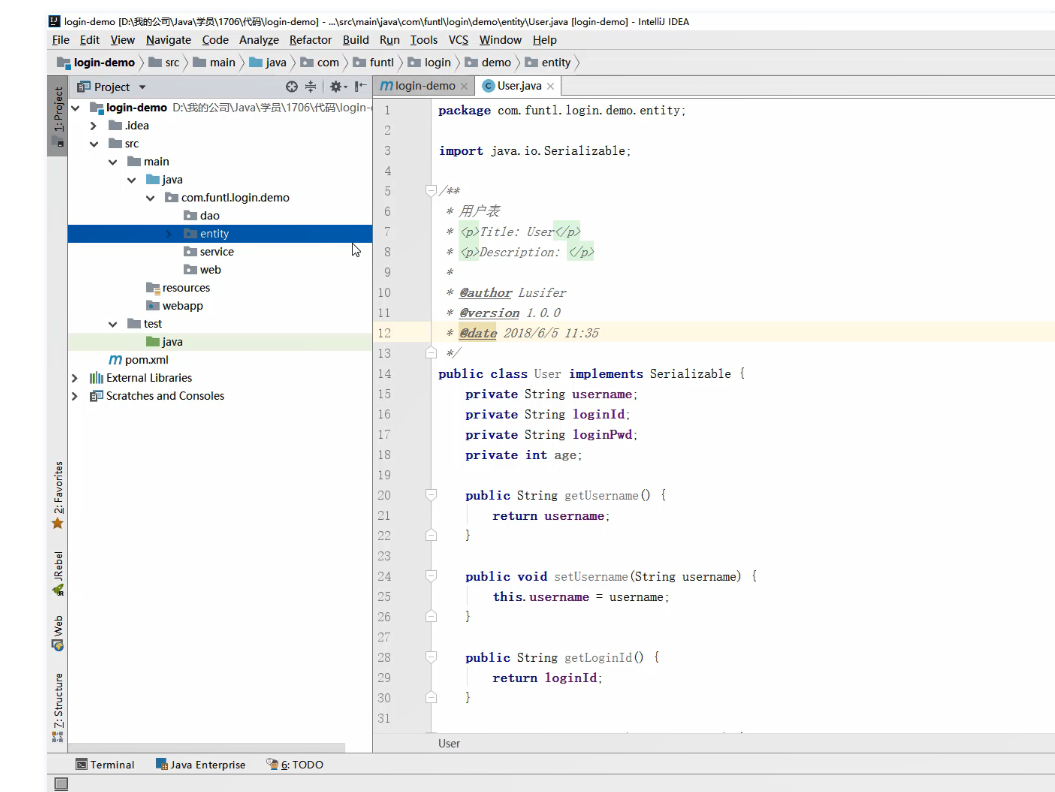 login-demo [D:\我的公司\Java\学员\1706\代码\login-demo] - ...\src\main\java\com\funtl\login\demo\entity\User.java [login-demo] - IntelliJ IDEA
File Edit View Navigate Code Analyze Refactor Build Run Tools VCS Window Help
login-demo src main java com funtl login demo entity
Project
login-demo User.java
1: Project
login-demo D:\我的公司\Java\学员\1706\代码\login-
.idea
src
main
java
com.funtl.login.demo
dao
entity
service
web
resources
webapp
test
java
pom.xml
External Libraries
Scratches and Consoles
2: Favorites
JRebel
Web
7: Structure
1 package com.funtl.login.demo.entity;
2
3 import java.io.Serializable;
4
5 /**
6 * 用户表
7 * <p>Title: User</p>
8 * <p>Description: </p>
9 *
10 * @author Lusifer
11 * @version 1.0.0
12 * @date 2018/6/5 11:35
13 */
14 public class User implements Serializable {
15 private String username;
16 private String loginId;
17 private String loginPwd;
18 private int age;
19
20 public String getUsername() {
21 return username;
22 }
23
24 public void setUsername(String username) {
25 this.username = username;
26 }
27
28 public String getLoginId() {
29 return loginId;
30 }
31
User
Terminal Java Enterprise 6: TODO